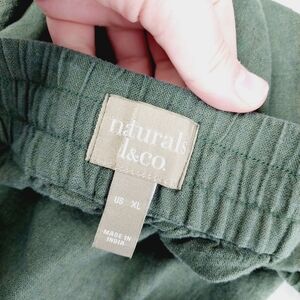 naturals
&co.
US XL
MADE IN
INDIA